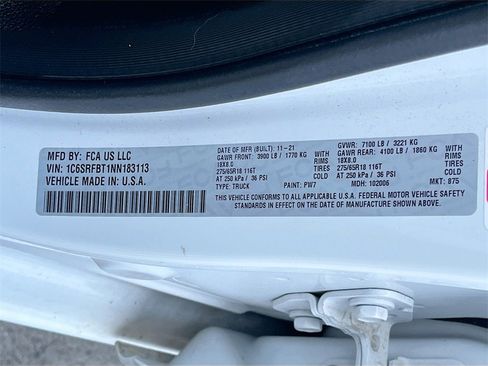 MFD BY: FCA US LLC
VIN: 1C6SRFBT1NN183113
VEHICLE MADE IN: U.S.A.
DATE OF MFR (BUILT): 11-21
GAWR FRONT: 3900 LB / 1770 KG
18X8.0 RIMS
275/65R18 116T TIRES
AT 250 kPa / 36 PSI COLD
TYPE: TRUCK PAINT: PW7
GVWR: 7100 LB / 3221 KG
GAWR REAR: 4100 LB / 1860 KG
18X8.0 RIMS
275/65R18 116T TIRES
AT 250 kPa / 36 PSI COLD
MDH: 102006 MKT: 875
THIS VEHICLE CONFORMS TO ALL APPLICABLE U.S.A. FEDERAL MOTOR VEHICLE SAFETY
STANDARDS IN EFFECT ON THE DATE OF MANUFACTURE SHOWN ABOVE.